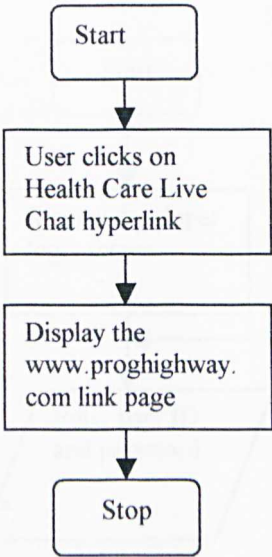 Start
User clicks on
Health Care Live
Chat hyperlink
Display the
www.proghighway.
com link page
Stop